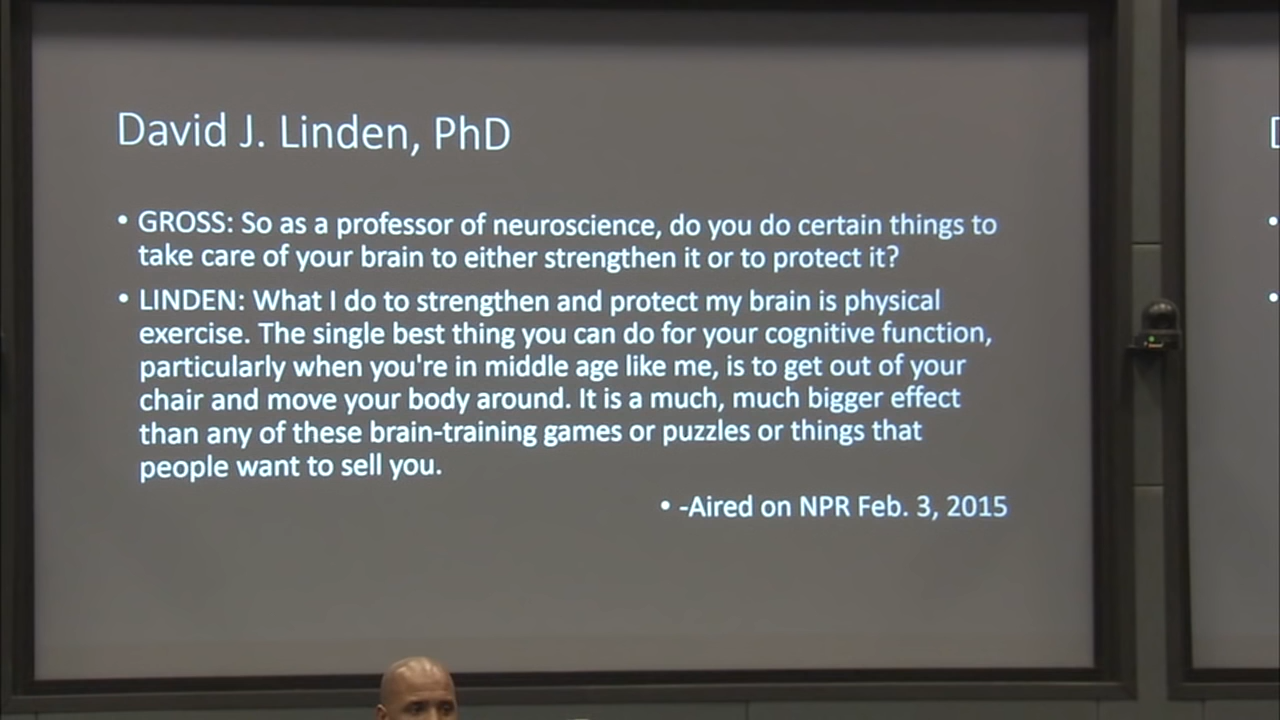 David J. Linden, PhD
• GROSS: So as a professor of neuroscience, do you do certain things to
take care of your brain to either strengthen it or to protect it?
• LINDEN: What I do to strengthen and protect my brain is physical
exercise. The single best thing you can do for your cognitive function,
particularly when you're in middle age like me, is to get out of your
chair and move your body around. It is a much, much bigger effect
than any of these brain-training games or puzzles or things that
people want to sell you.
• -Aired on NPR Feb. 3, 2015